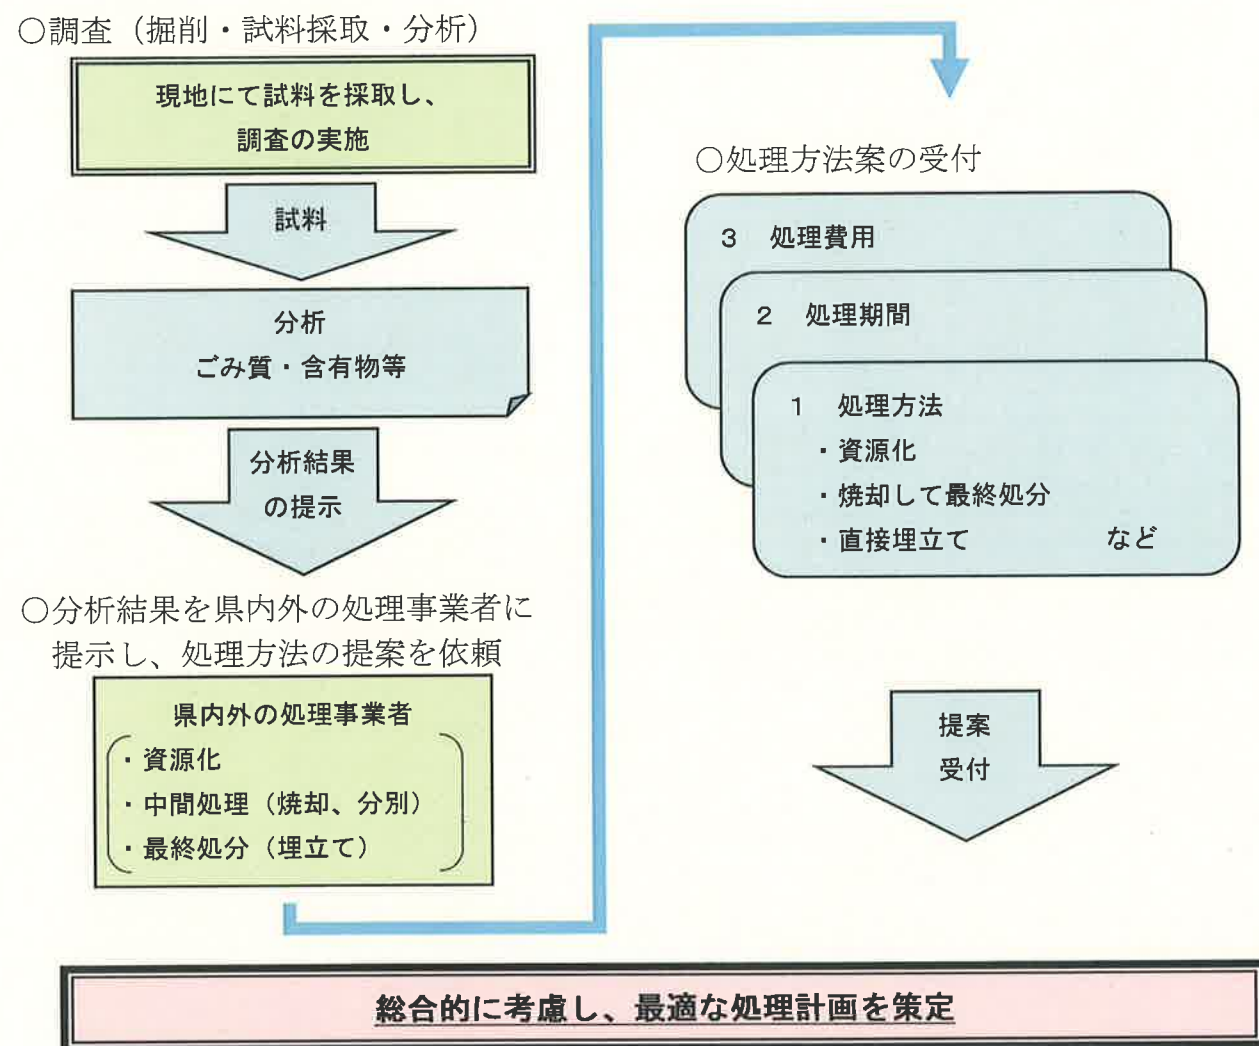 ○調査（掘削・試料採取・分析）
現地にて試料を採取し、
調査の実施
試料
分析
ごみ質・含有物等
分析結果
の提示
○分析結果を県内外の処理事業者に
提示し、処理方法の提案を依頼
県内外の処理事業者
・資源化
・中間処理（焼却、分別）
・最終処分（埋立て）
○処理方法案の受付
3　処理費用
2　処理期間
1　処理方法
・資源化
・焼却して最終処分
・直接埋立て　　　　　など
提案
受付
総合的に考慮し、最適な処理計画を策定